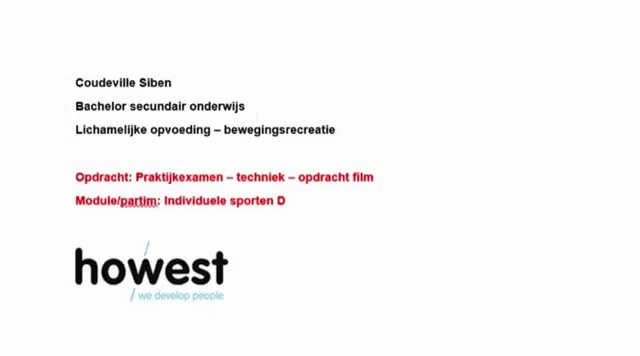 Coudeville Siben
Bachelor secundair onderwijs
Lichamelijke opvoeding – bewegingsrecreatie
Opdracht: Praktijkexamen – techniek – opdracht film
Module/partim: Individuele sporten D
howest
we develop people